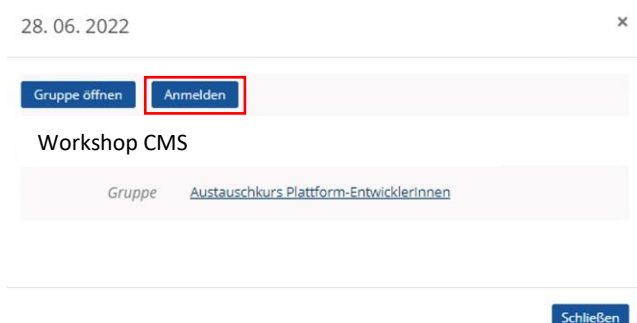 28. 06. 2022 ×
Gruppe öffnen Anmelden
Workshop CMS
Gruppe Austauschkurs Plattform-EntwicklerInnen
Schließen